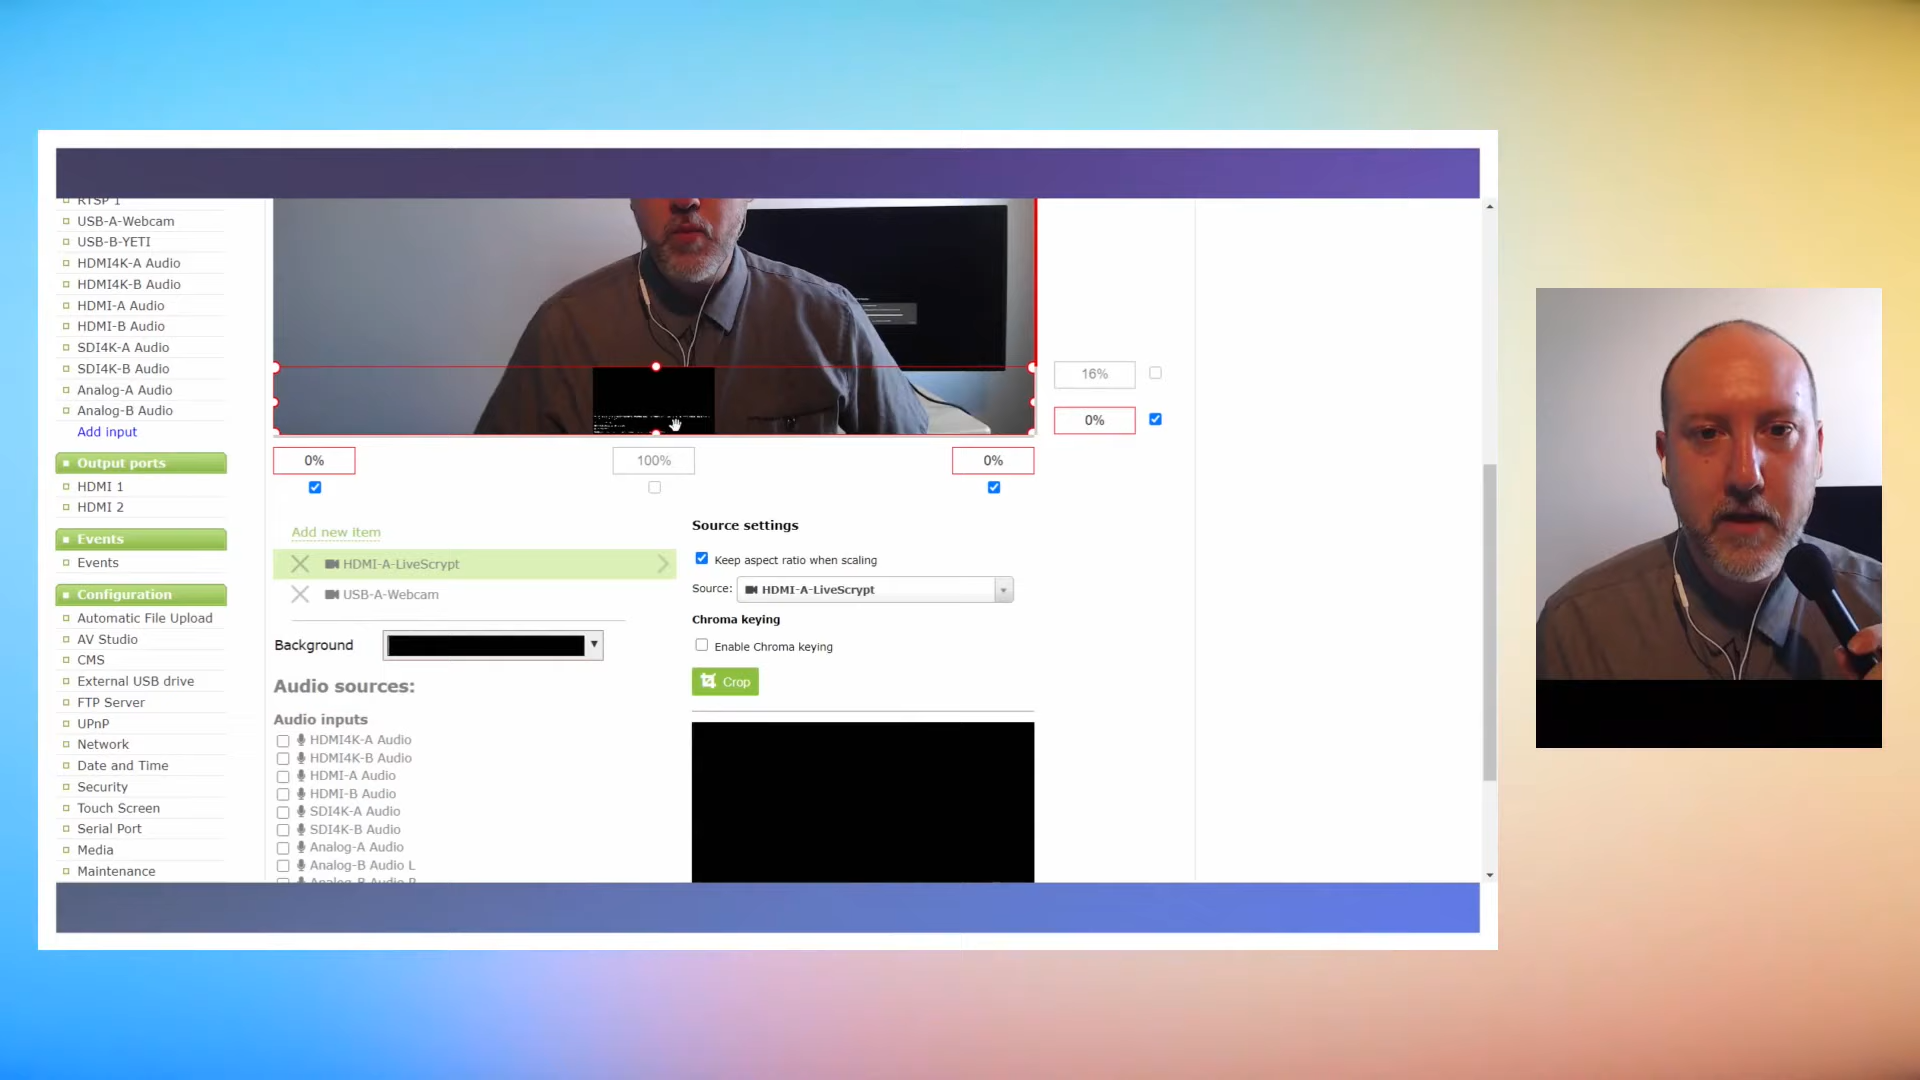 RTSP 1
USB-A-Webcam
USB-B-YETI
HDMI4K-A Audio
HDMI4K-B Audio
HDMI-A Audio
HDMI-B Audio
SDI4K-A Audio
SDI4K-B Audio
Analog-A Audio
Analog-B Audio
Add input
Output ports
HDMI 1
HDMI 2
Events
Events
Configuration
Automatic File Upload
AV Studio
CMS
External USB drive
FTP Server
UPnP
Network
Date and Time
Security
Touch Screen
Serial Port
Media
Maintenance
16%
0%
0%
100%
0%
Add new item
HDMI-A-LiveScrypt
USB-A-Webcam
Background
Audio sources:
Audio inputs
HDMI4K-A Audio
HDMI4K-B Audio
HDMI-A Audio
HDMI-B Audio
SDI4K-A Audio
SDI4K-B Audio
Analog-A Audio
Analog-B Audio L
Analog-B Audio R
Source settings
Keep aspect ratio when scaling
Source: HDMI-A-LiveScrypt
Chroma keying
Enable Chroma keying
Crop